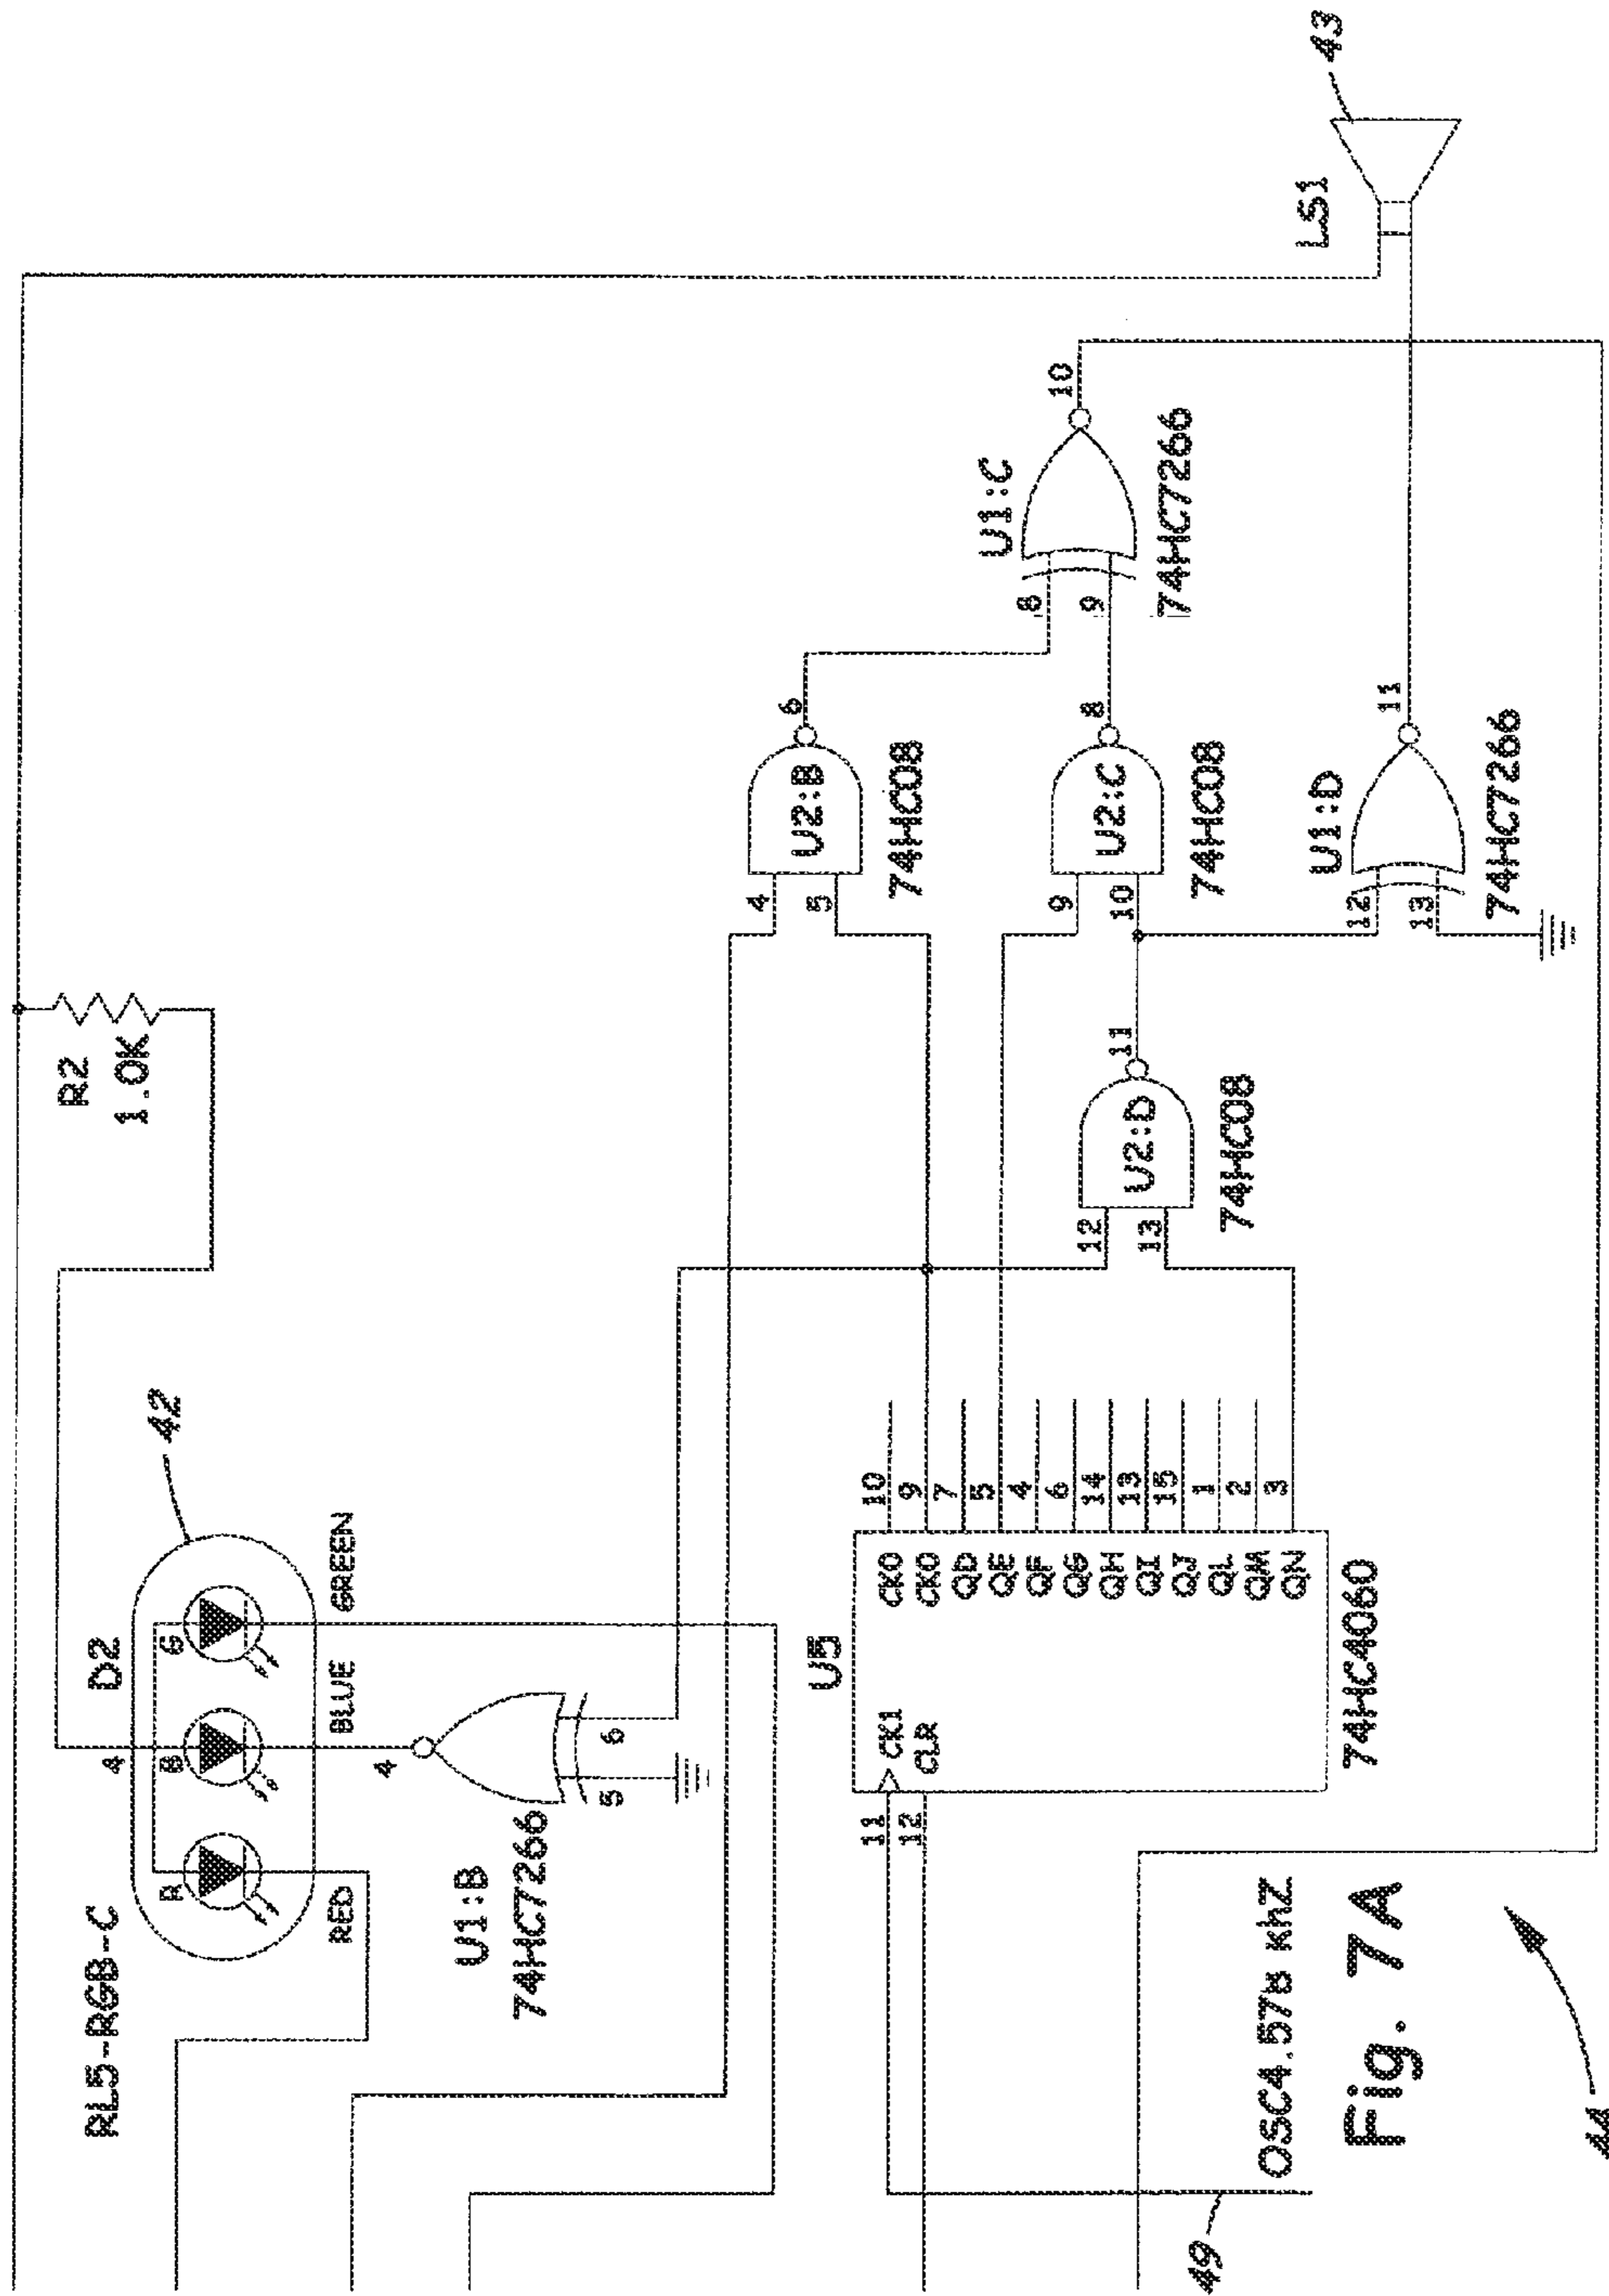 R2
1.0K
42
43
RL5-RGB-C
D2
4
R
B
G
RED
BLUE
GREEN
4
5
6
U1:B
74HC7266
4
5
6
U2:B
74HC08
8
9
10
U1:C
74HC7266
LS1
9
10
8
U2:C
74HC08
12
13
11
U2:D
74HC08
12
13
11
U1:D
74HC7266
U5
11
12
CK1
CLR
CKO 10
CKO 9
QD 7
QE 5
QF 4
QG 6
QH 14
QI 13
QJ 15
QL 1
QM 2
QN 3
74HC4060
49
OSC4.578 KhZ
Fig. 7A
44